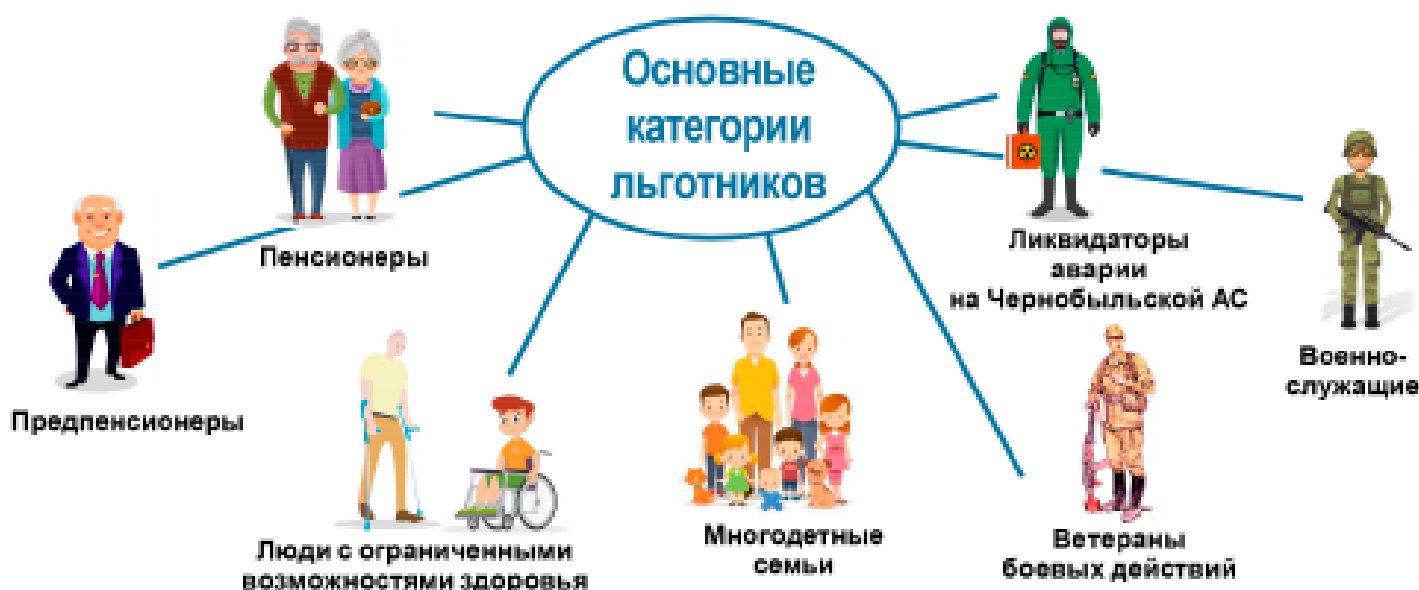 Основные
категории
льготников
Пенсионеры
Предпенсионеры
Люди с ограниченными
возможностями здоровья
Многодетные
семьи
Ветераны
боевых действий
Ликвидаторы
аварии
на Чернобыльской АС
Военно-
служащие